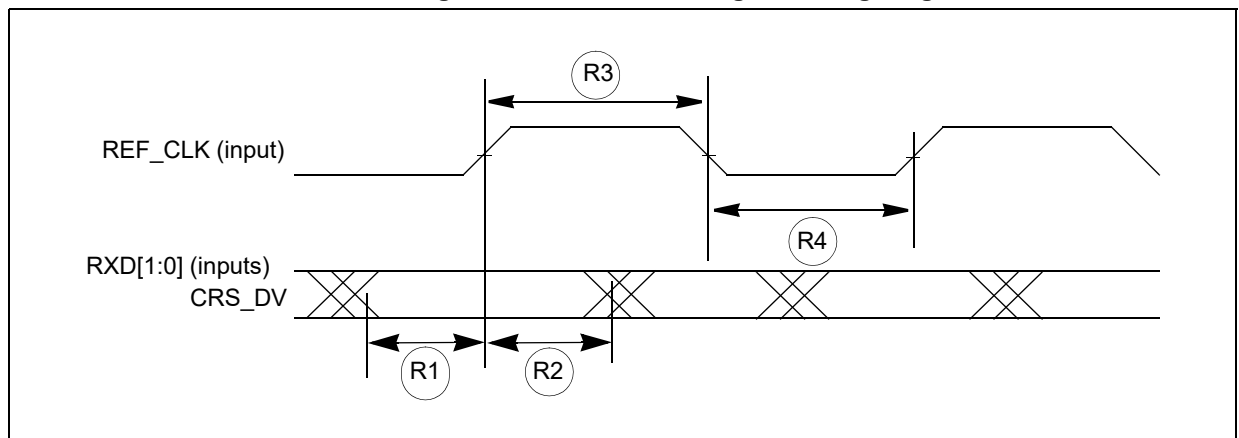 R3
REF_CLK (input)
R4
RXD[1:0] (inputs)
CRS_DV
R1
R2